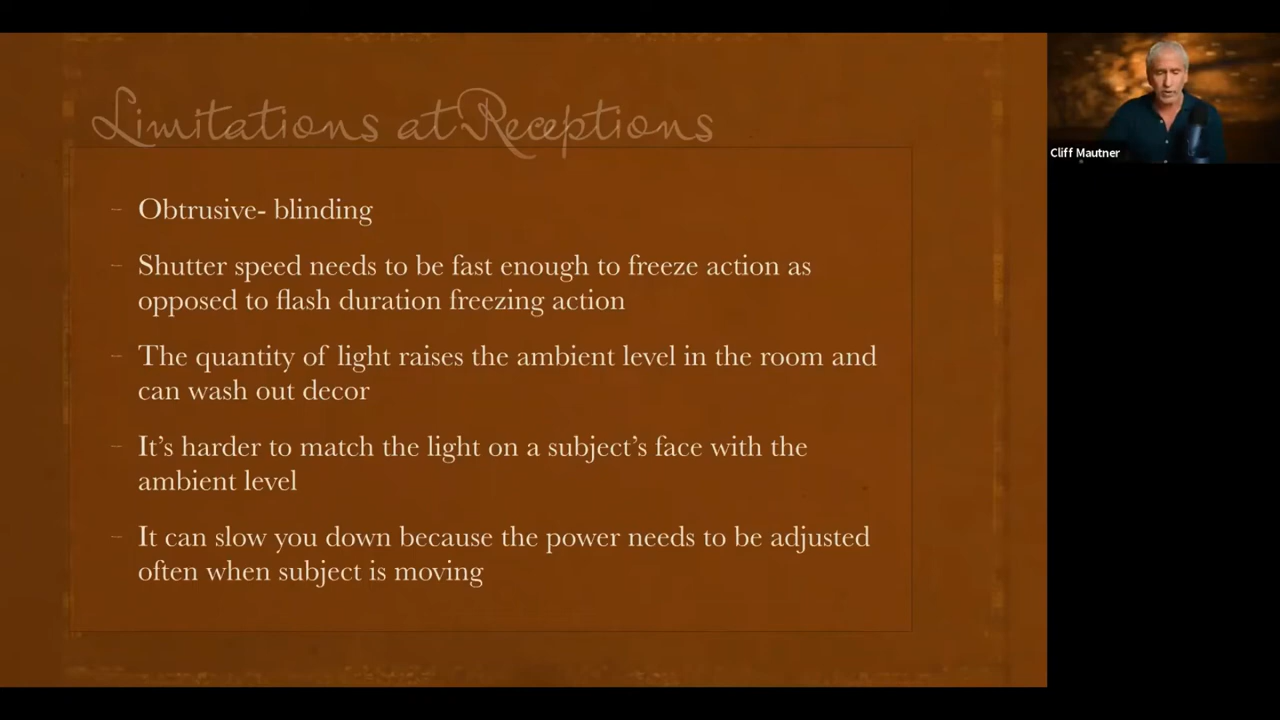 Limitations at Receptions
Cliff Mautner
– Obtrusive- blinding
– Shutter speed needs to be fast enough to freeze action as
opposed to flash duration freezing action
– The quantity of light raises the ambient level in the room and
can wash out decor
– It’s harder to match the light on a subject’s face with the
ambient level
– It can slow you down because the power needs to be adjusted
often when subject is moving